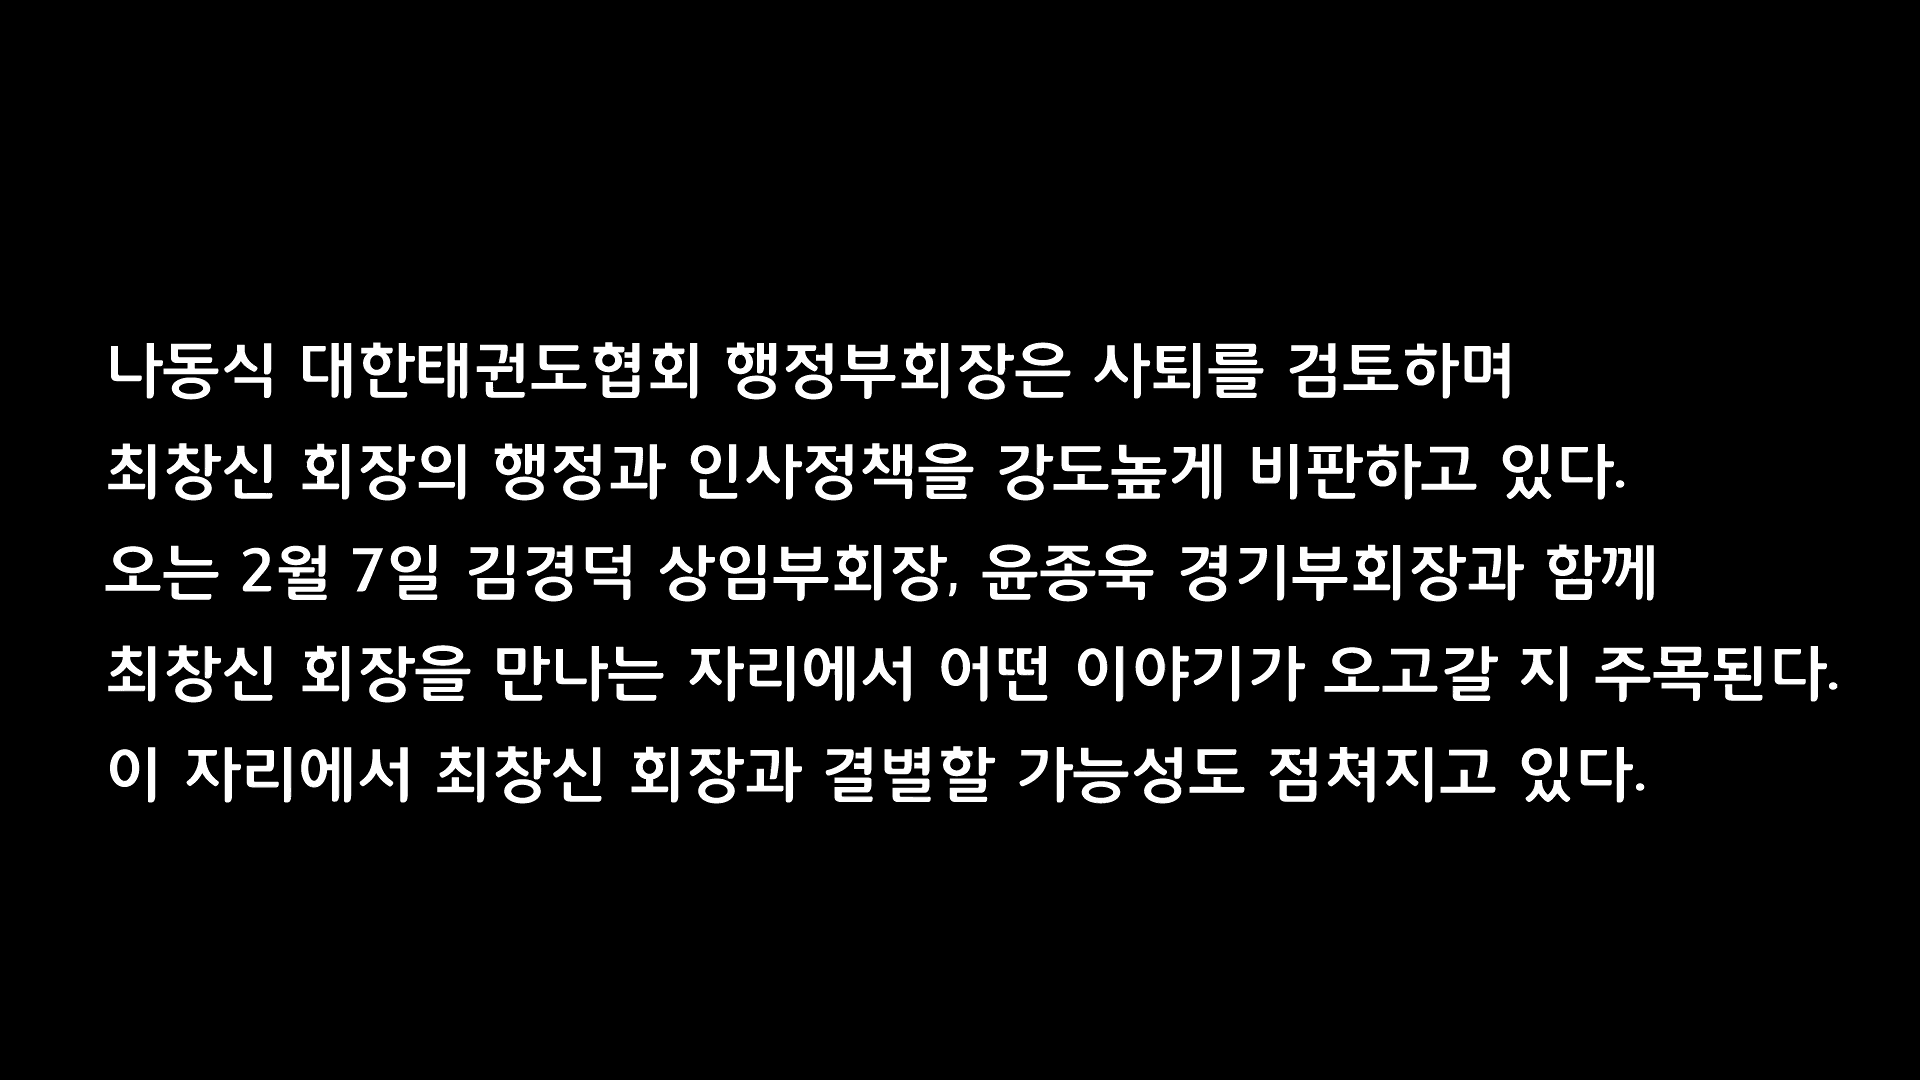 나동식 대한태권도협회 행정부회장은 사퇴를 검토하며
최창신 회장의 행정과 인사정책을 강도높게 비판하고 있다.
오는 2월 7일 김경덕 상임부회장, 윤종욱 경기부회장과 함께
최창신 회장을 만나는 자리에서 어떤 이야기가 오고갈 지 주목된다.
이 자리에서 최창신 회장과 결별할 가능성도 점쳐지고 있다.